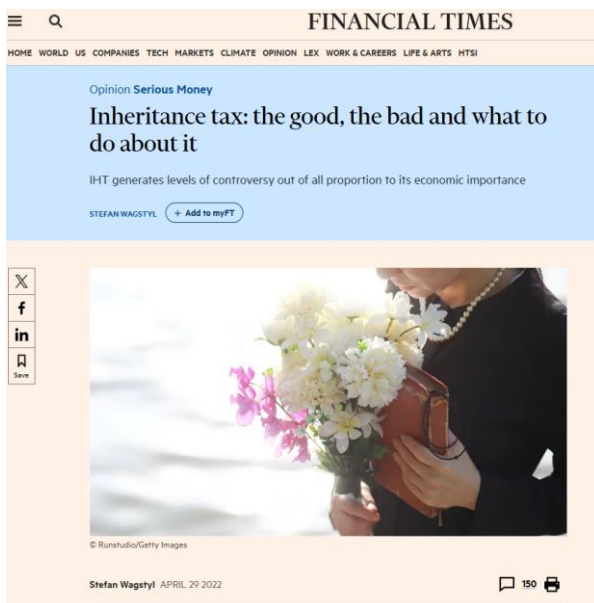 FINANCIAL TIMES
HOME WORLD US COMPANIES TECH MARKETS CLIMATE OPINION LEX WORK & CAREERS LIFE & ARTS HTSI
Opinion Serious Money
Inheritance tax: the good, the bad and what to
do about it
IHT generates levels of controversy out of all proportion to its economic importance
STEFAN WAGSTYL + Add to myFT
X
f
in
Save
© Runstudio/Getty Images
Stefan Wagstyl APRIL 29 2022 150